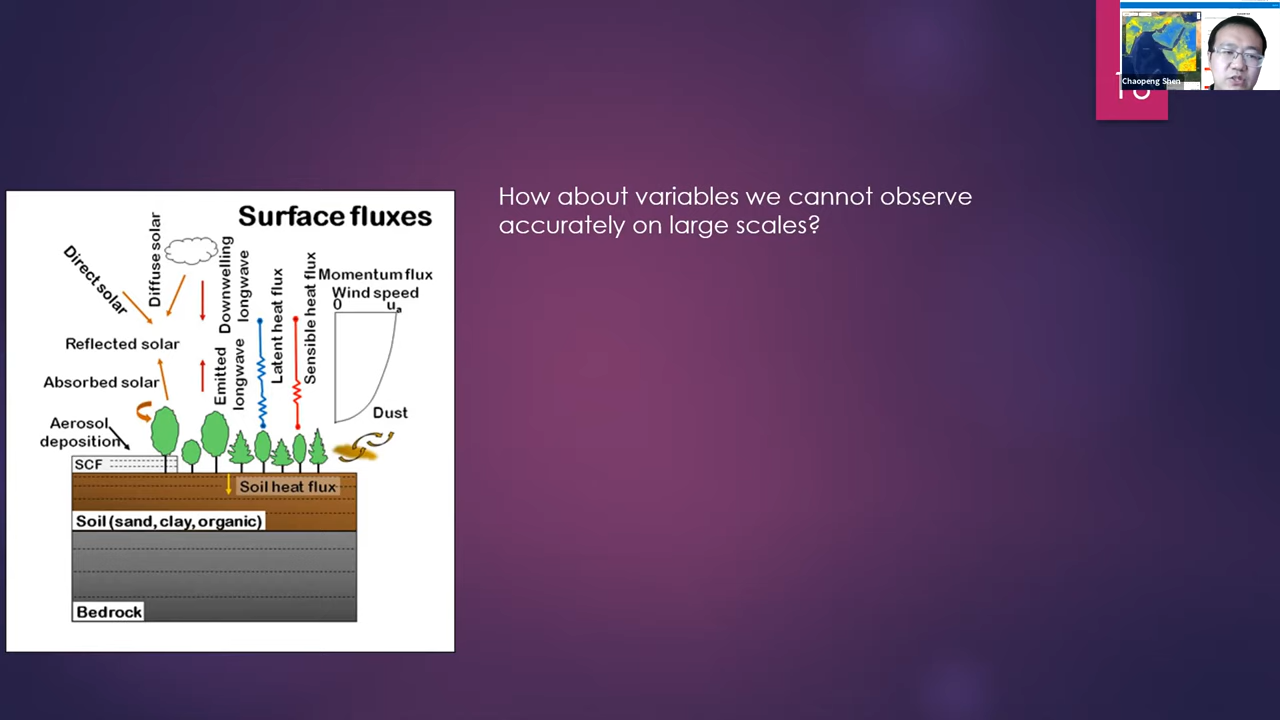 Chaopeng Shen
How about variables we cannot observe
accurately on large scales?
Surface fluxes
Direct solar
Diffuse solar
Downwelling
longwave
Latent heat flux
Sensible heat flux
Momentum flux
Wind speed
0
ua
Reflected solar
Absorbed solar
Emitted
longwave
Dust
Aerosol
deposition
SCF
Soil heat flux
Soil (sand, clay, organic)
Bedrock